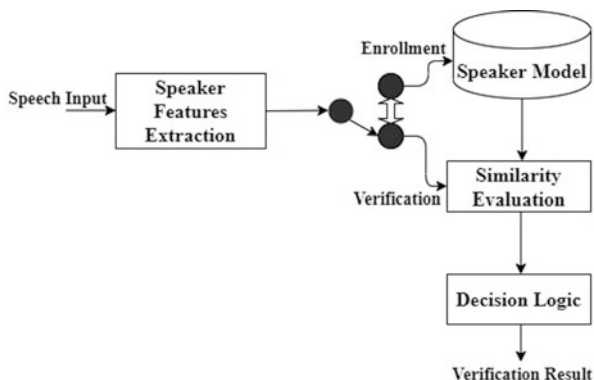 Enrollment
Speaker Model
Speech Input
Speaker
Features
Extraction
Verification
Similarity
Evaluation
Decision Logic
Verification Result